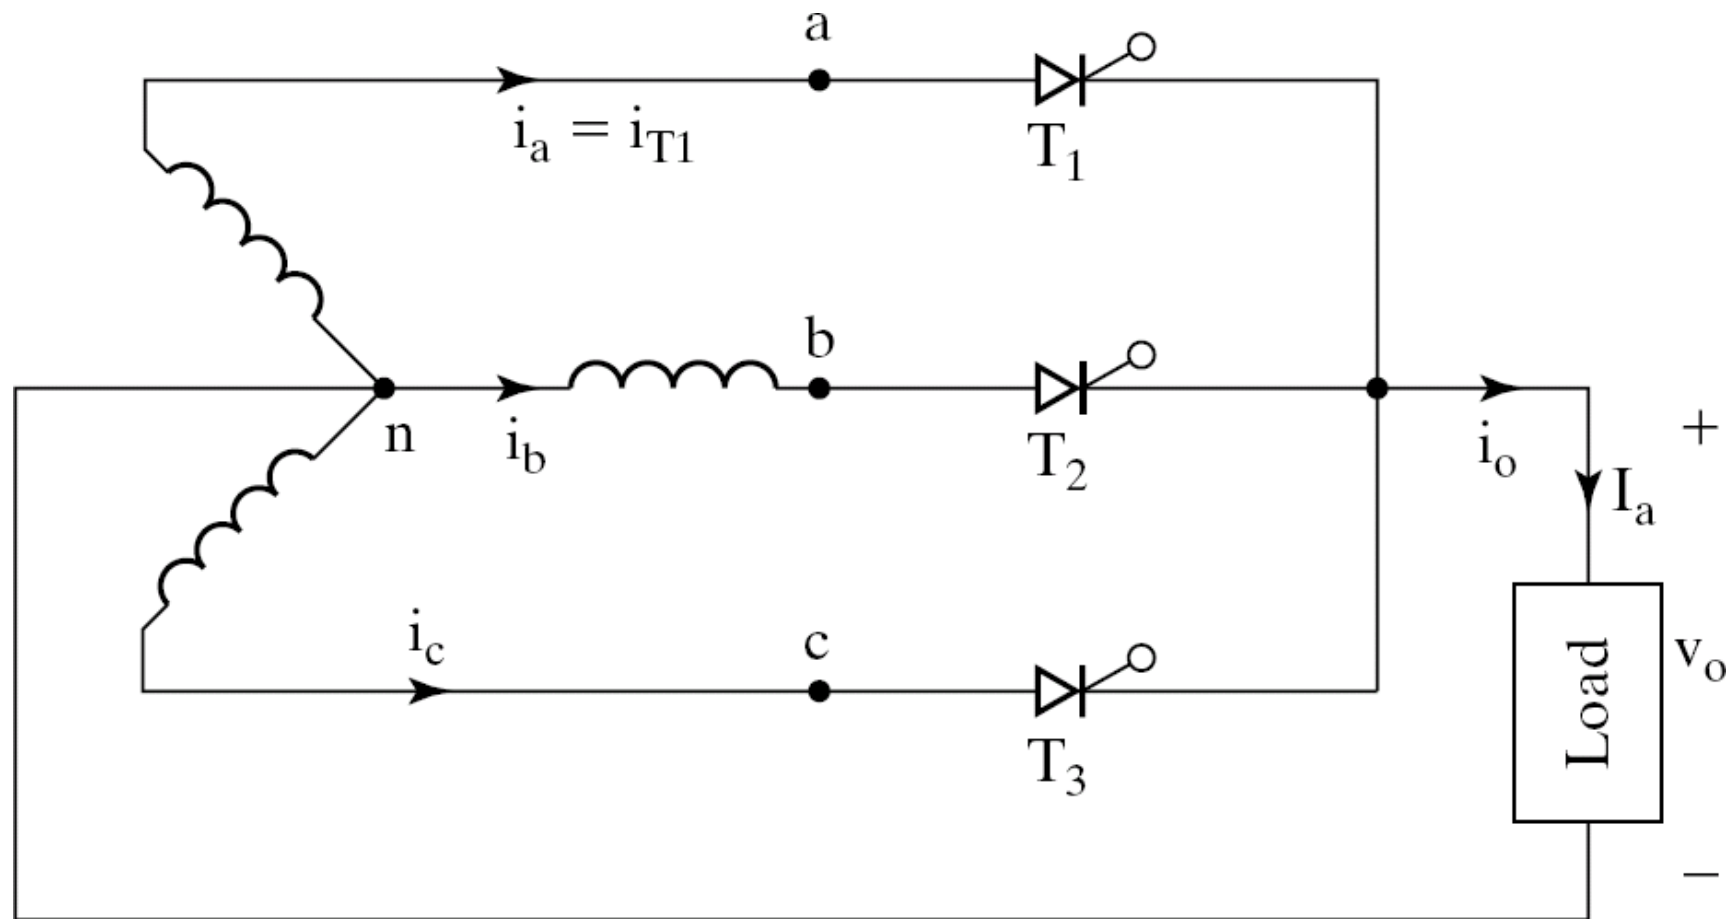 a
i_a = i_T1
T_1
b
n
i_b
T_2
i_o
+
I_a
i_c
c
T_3
Load
v_o
−